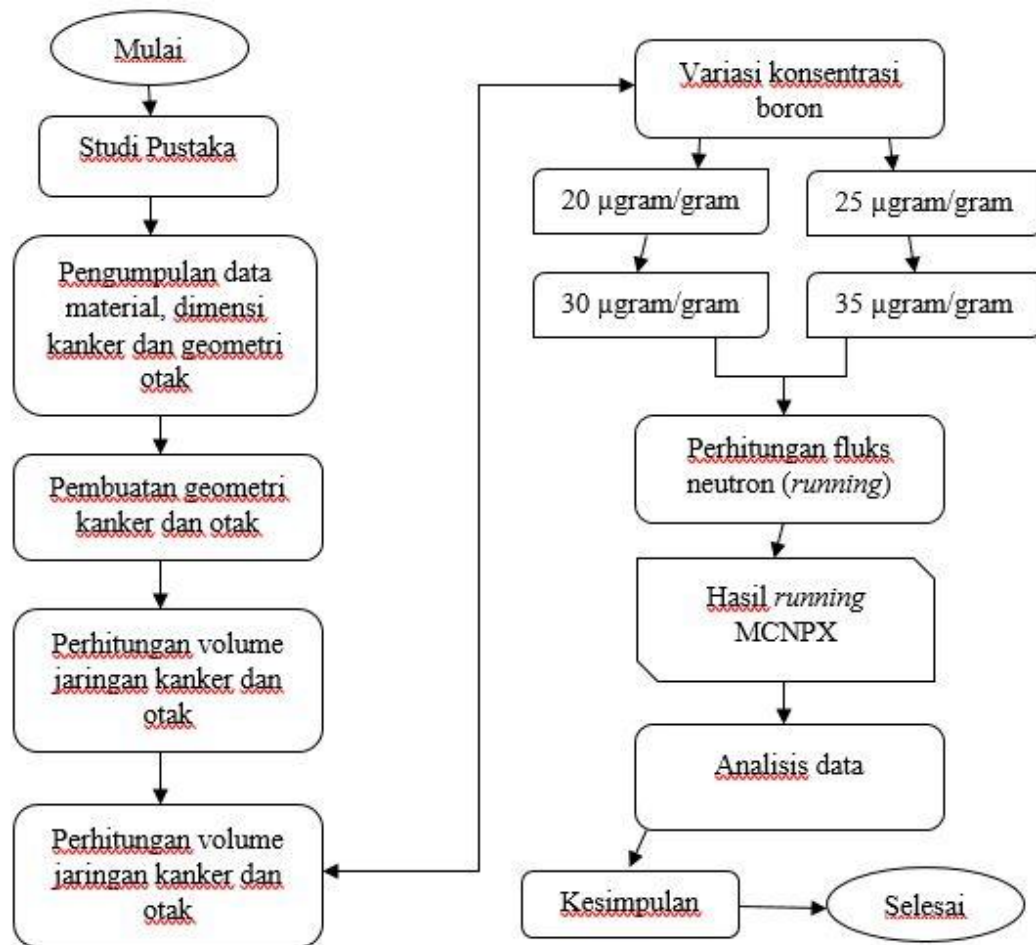 Mulai
Studi Pustaka
Pengumpulan data
material, dimensi
kanker dan geometri
otak
Pembuatan geometri
kanker dan otak
Perhitungan volume
jaringan kanker dan
otak
Perhitungan volume
jaringan kanker dan
otak
Variasi konsentrasi
boron
20 µgram/gram
25 µgram/gram
30 µgram/gram
35 µgram/gram
Perhitungan fluks
neutron (running)
Hasil running
MCNPX
Analisis data
Kesimpulan
Selesai